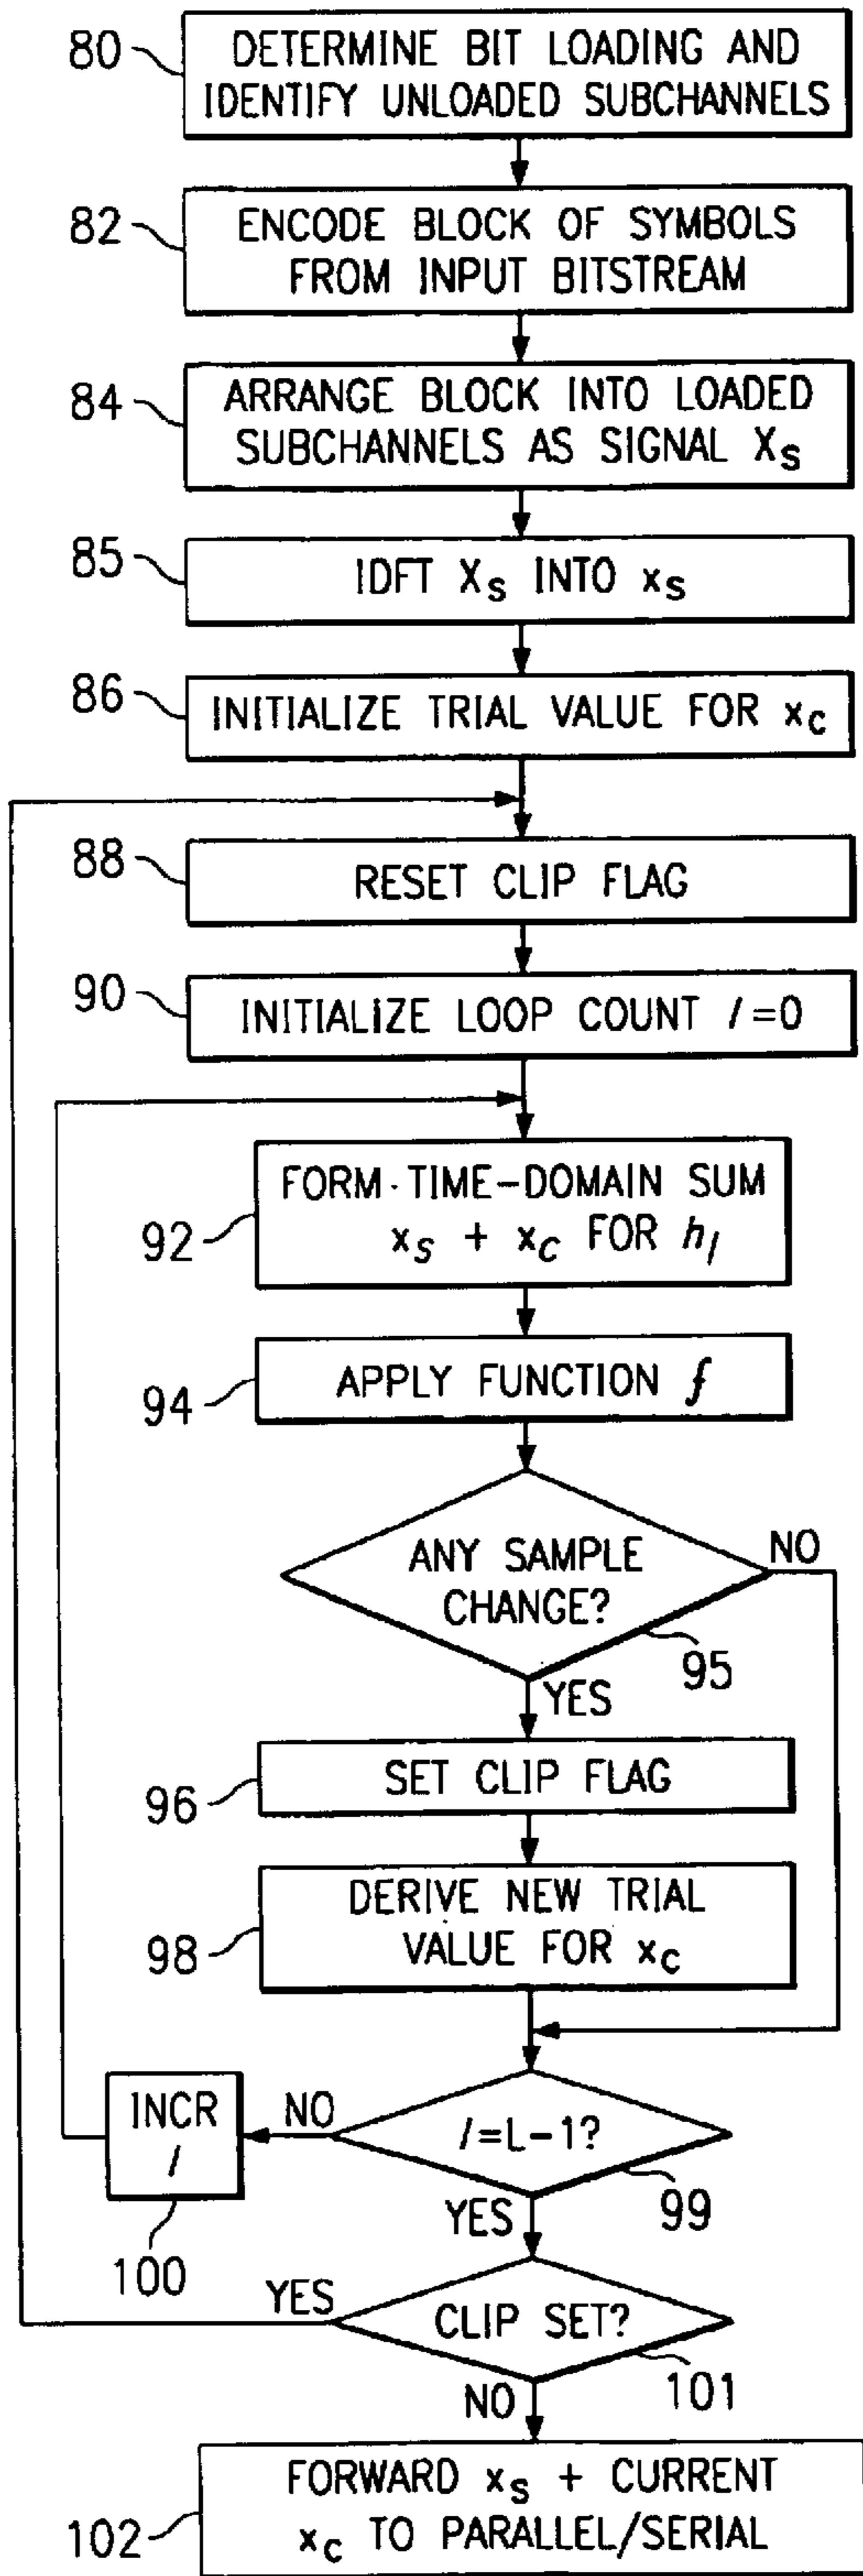 80
DETERMINE BIT LOADING AND
IDENTIFY UNLOADED SUBCHANNELS
82
ENCODE BLOCK OF SYMBOLS
FROM INPUT BITSTREAM
84
ARRANGE BLOCK INTO LOADED
SUBCHANNELS AS SIGNAL Xs
85
IDFT Xs INTO xs
86
INITIALIZE TRIAL VALUE FOR xc
88
RESET CLIP FLAG
90
INITIALIZE LOOP COUNT l=0
92
FORM TIME-DOMAIN SUM
xs + xc FOR hl
94
APPLY FUNCTION f
ANY SAMPLE
CHANGE?
NO
95
YES
96
SET CLIP FLAG
98
DERIVE NEW TRIAL
VALUE FOR xc
INCR
l
100
NO
l=L-1?
99
YES
YES
CLIP SET?
101
NO
102
FORWARD xs + CURRENT
xc TO PARALLEL/SERIAL